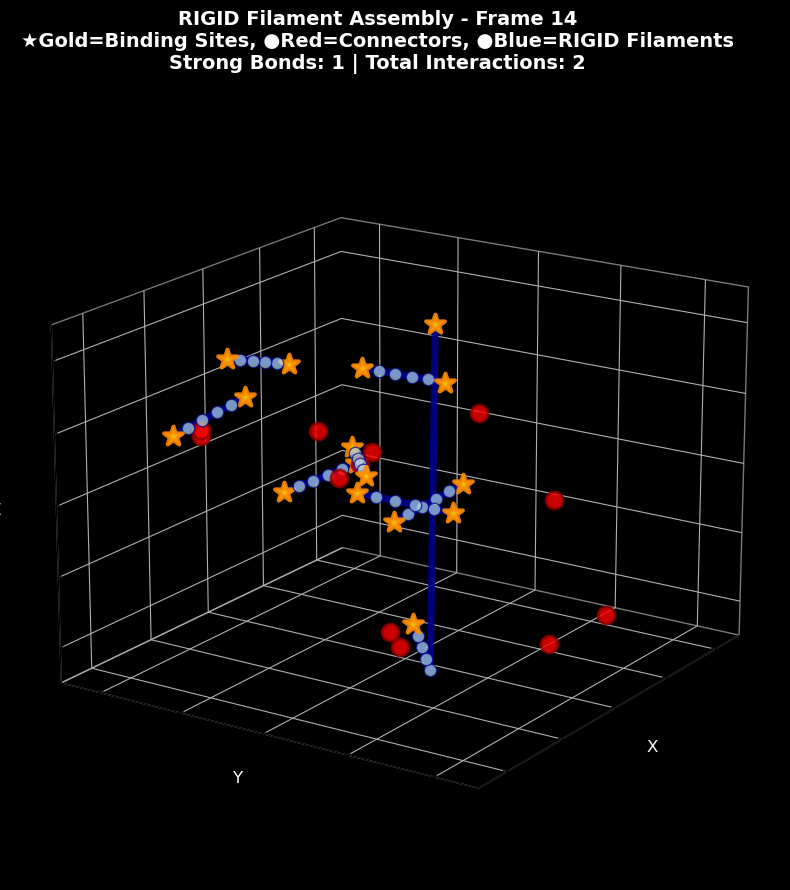 RIGID Filament Assembly - Frame 14
★Gold=Binding Sites, ●Red=Connectors, ●Blue=RIGID Filaments
Strong Bonds: 1 | Total Interactions: 2
X
Y